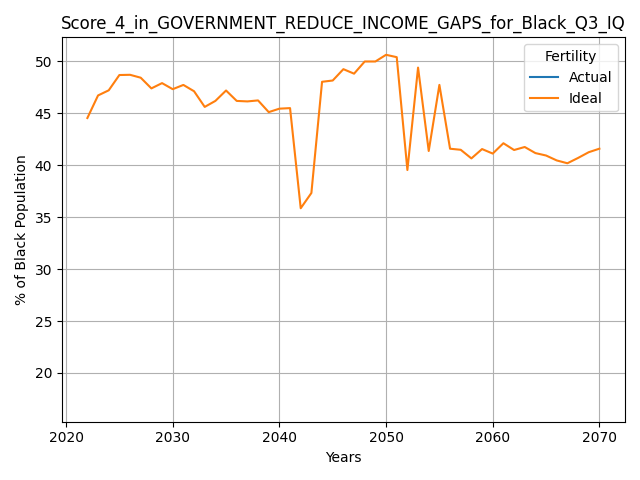 Score_4_in_GOVERNMENT_REDUCE_INCOME_GAPS_for_Black_Q3_IQ
Fertility
Actual
Ideal
% of Black Population
50
45
40
35
30
25
20
2020 2030 2040 2050 2060 2070
Years